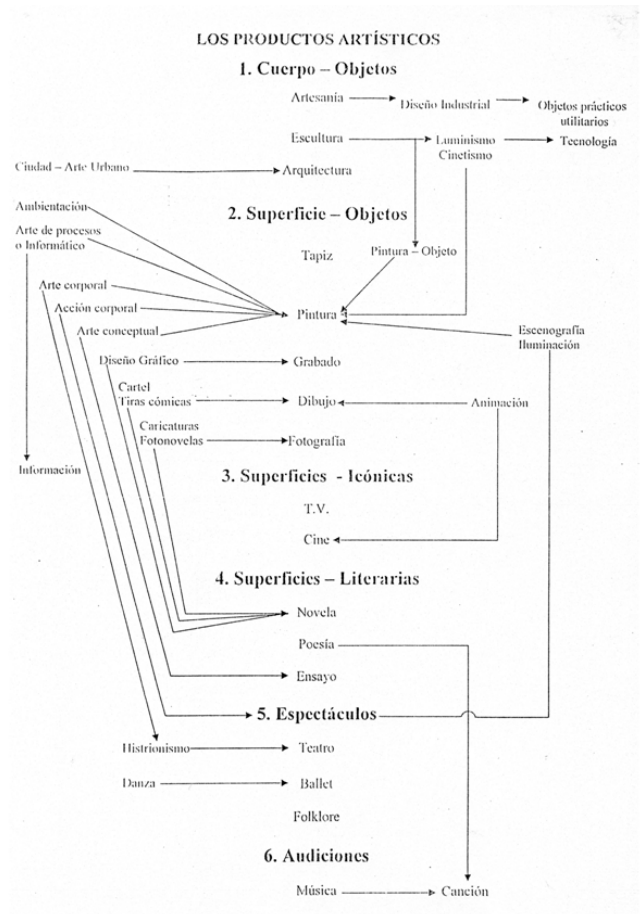 LOS PRODUCTOS ARTÍSTICOS
1. Cuerpo – Objetos
Artesanía
Diseño Industrial
Objetos prácticos
utilitarios
Escultura
Luminismo
Cinetismo
Tecnología
Ciudad – Arte Urbano
Arquitectura
Ambientación
2. Superficie – Objetos
Arte de procesos
o Informático
Tapiz
Pintura – Objeto
Arte corporal
Acción corporal
Pintura
Arte conceptual
Escenografía
Iluminación
Diseño Gráfico
Grabado
Cartel
Tiras cómicas
Dibujo
Animación
Caricaturas
Fotonovelas
Fotografía
Información
3. Superficies - Icónicas
T.V.
Cine
4. Superficies – Literarias
Novela
Poesía
Ensayo
5. Espectáculos
Histrionismo
Teatro
Danza
Ballet
Folklore
6. Audiciones
Música
Canción